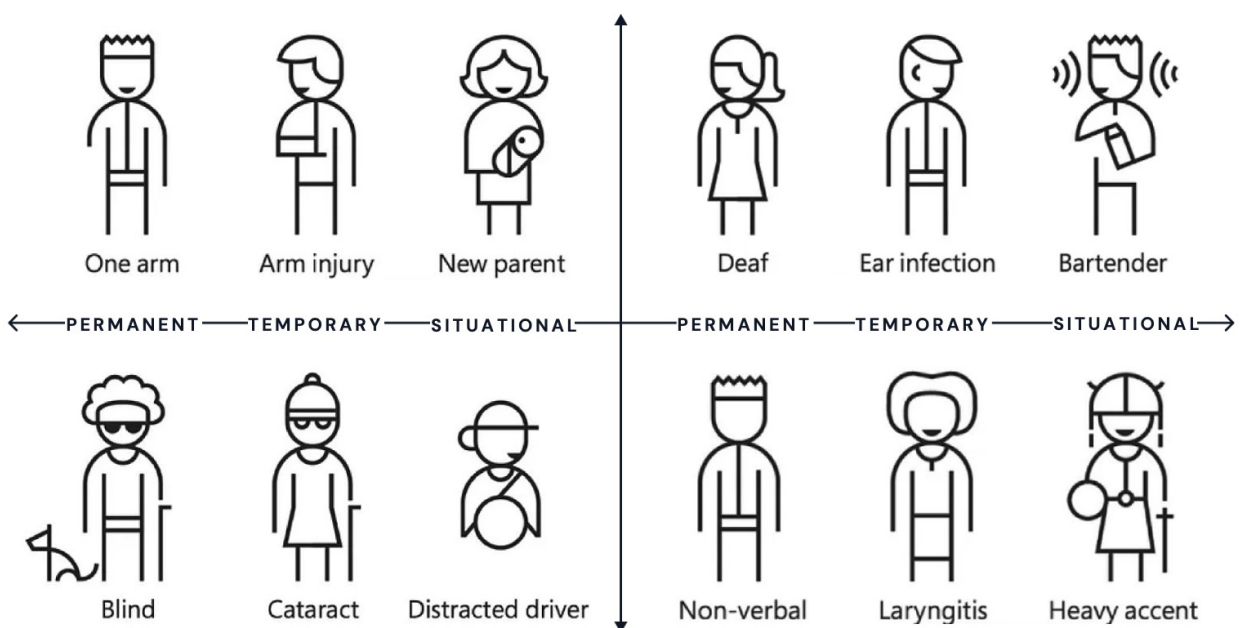 One arm Arm injury New parent Deaf Ear infection Bartender
PERMANENT TEMPORARY SITUATIONAL PERMANENT TEMPORARY SITUATIONAL
Blind Cataract Distracted driver Non-verbal Laryngitis Heavy accent